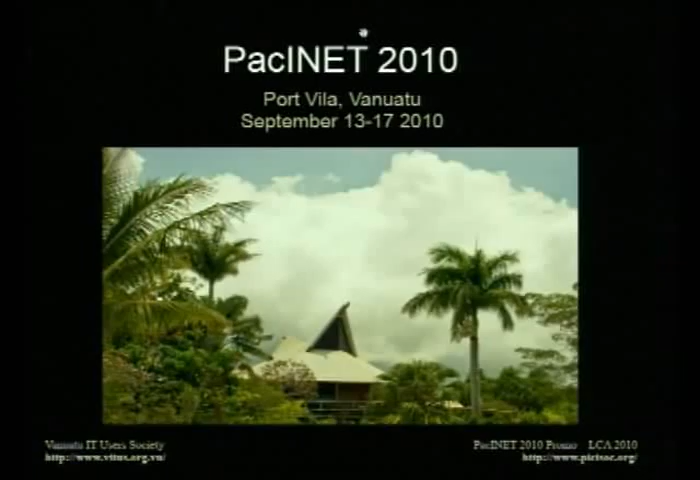 PacINET 2010
Port Vila, Vanuatu
September 13-17 2010
Vanuatu IT Users Society
http://www.vitus.org.vu/
PacINET 2010 Promo LCA 2010
http://www.picisoc.org/